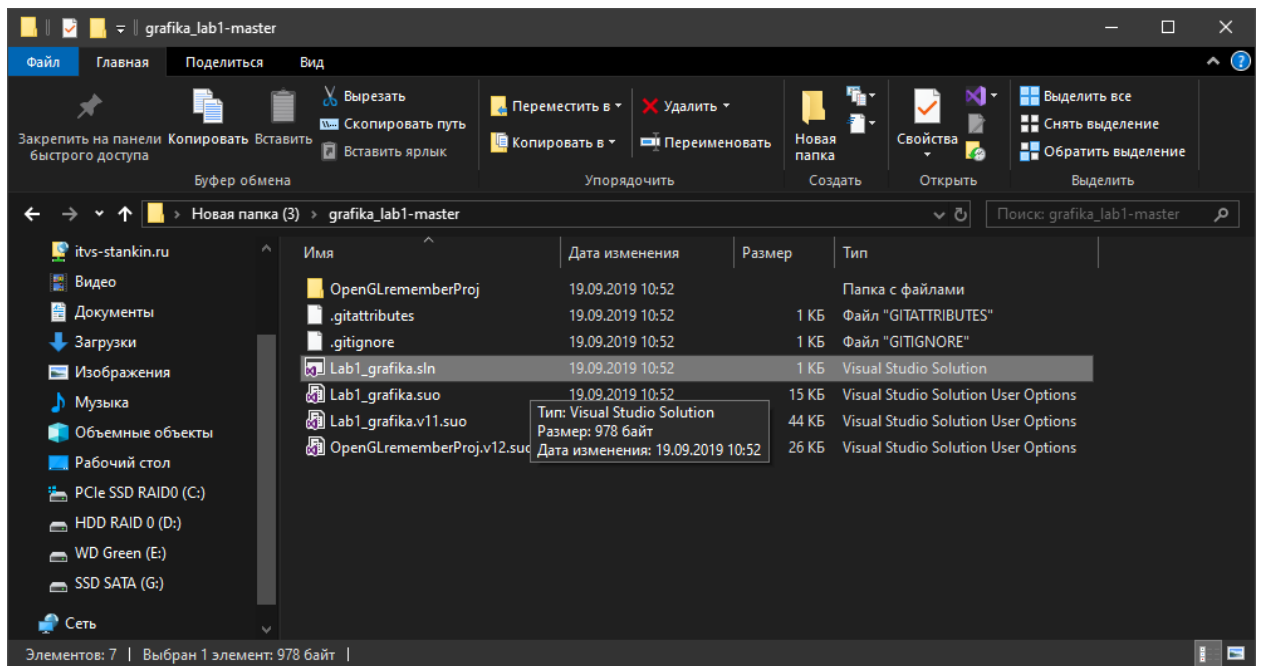 grafika_lab1-master
Файл Главная Поделиться Вид
Закрепить на панели быстрого доступа
Копировать
Вставить
Вырезать
Скопировать путь
Вставить ярлык
Буфер обмена
Переместить в
Копировать в
Удалить
Переименовать
Упорядочить
Новая папка
Создать
Свойства
Открыть
Выделить все
Снять выделение
Обратить выделение
Выделить
Новая папка (3) › grafika_lab1-master
Поиск: grafika_lab1-master
itvs-stankin.ru
Видео
Документы
Загрузки
Изображения
Музыка
Объемные объекты
Рабочий стол
PCIe SSD RAID0 (C:)
HDD RAID 0 (D:)
WD Green (E:)
SSD SATA (G:)
Сеть
Имя Дата изменения Размер Тип
OpenGLrememberProj 19.09.2019 10:52 Папка с файлами
.gitattributes 19.09.2019 10:52 1 КБ Файл "GITATTRIBUTES"
.gitignore 19.09.2019 10:52 1 КБ Файл "GITIGNORE"
Lab1_grafika.sln 19.09.2019 10:52 1 КБ Visual Studio Solution
Lab1_grafika.suo 19.09.2019 10:52 15 КБ Visual Studio Solution User Options
Lab1_grafika.v11.suo 44 КБ Visual Studio Solution User Options
OpenGLrememberProj.v12.suo 26 КБ Visual Studio Solution User Options
Тип: Visual Studio Solution
Размер: 978 байт
Дата изменения: 19.09.2019 10:52
Элементов: 7 | Выбран 1 элемент: 978 байт |